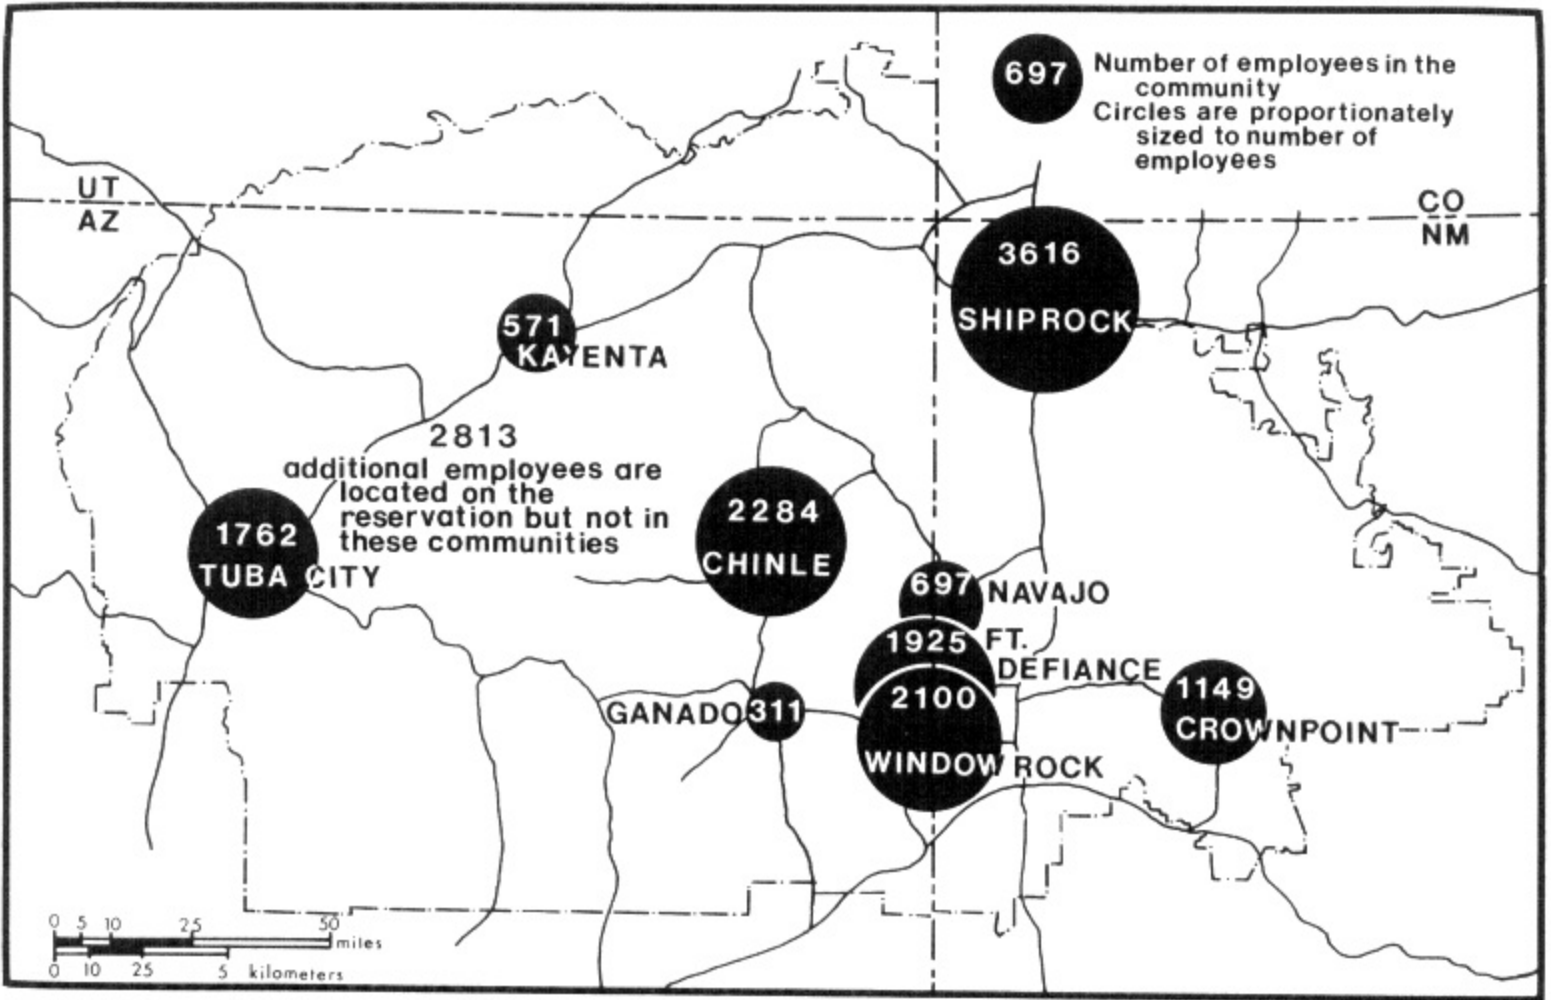 697
Number of employees in the
community
Circles are proportionately
sized to number of
employees
UT
AZ
CO
NM
3616
SHIPROCK
571
KAYENTA
2813
additional employees are
located on the
reservation but not in
these communities
1762
TUBA CITY
2284
CHINLE
697 NAVAJO
1925 FT.
DEFIANCE
2100
WINDOW ROCK
GANADO 311
1149
CROWNPOINT
0 5 10 25 50
miles
0 10 25 5 kilometers